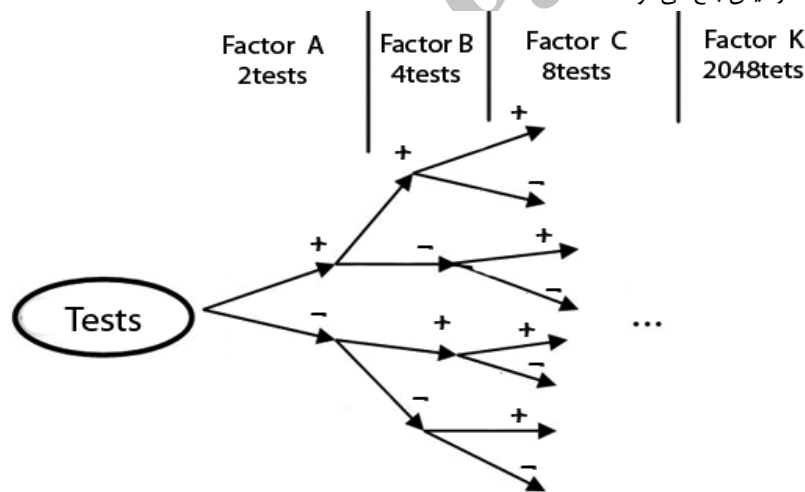 Factor A
2tests
Factor B
4tests
Factor C
8tests
Factor K
2048tets
+
+
-
+
-
+
-
+
-
-
+
+
-
-
+
-
Tests
...